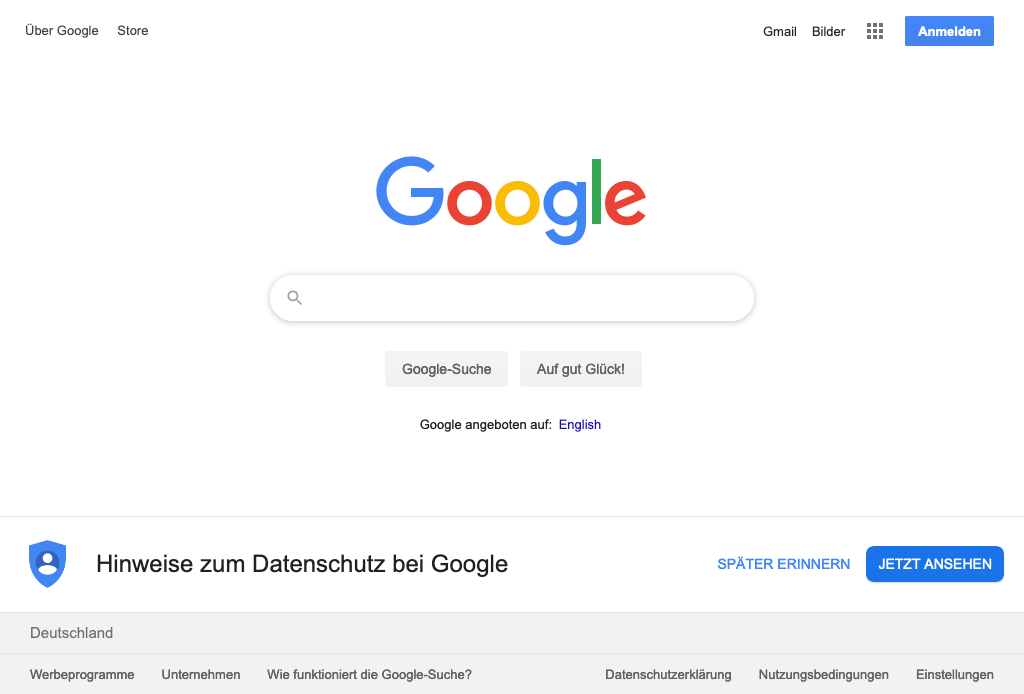 Über Google Store
Gmail Bilder Anmelden
Google
Google-Suche Auf gut Glück!
Google angeboten auf: English
Hinweise zum Datenschutz bei Google
SPÄTER ERINNERN JETZT ANSEHEN
Deutschland
Werbeprogramme Unternehmen Wie funktioniert die Google-Suche?
Datenschutzerklärung Nutzungsbedingungen Einstellungen